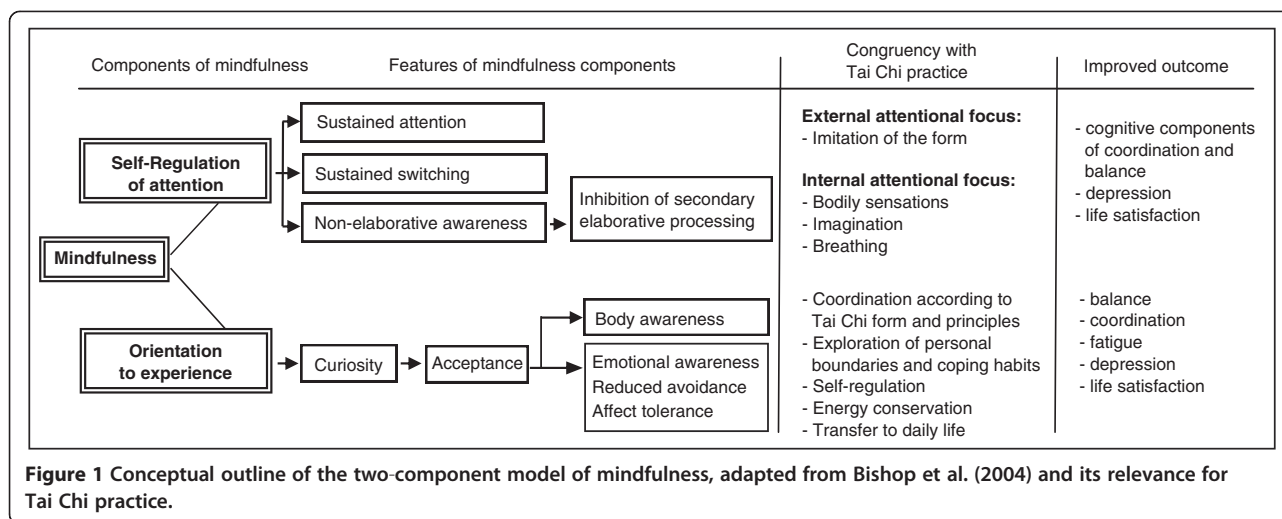 Components of mindfulness
Features of mindfulness components
Congruency with
Tai Chi practice
Improved outcome
Mindfulness
Self-Regulation
of attention
Sustained attention
Sustained switching
Non-elaborative awareness
Inhibition of secondary
elaborative processing
External attentional focus:
- Imitation of the form
Internal attentional focus:
- Bodily sensations
- Imagination
- Breathing
- cognitive components
of coordination and
balance
- depression
- life satisfaction
Orientation
to experience
Curiosity
Acceptance
Body awareness
Emotional awareness
Reduced avoidance
Affect tolerance
- Coordination according to
Tai Chi form and principles
- Exploration of personal
boundaries and coping habits
- Self-regulation
- Energy conservation
- Transfer to daily life
- balance
- coordination
- fatigue
- depression
- life satisfaction
Figure 1 Conceptual outline of the two-component model of mindfulness, adapted from Bishop et al. (2004) and its relevance for
Tai Chi practice.